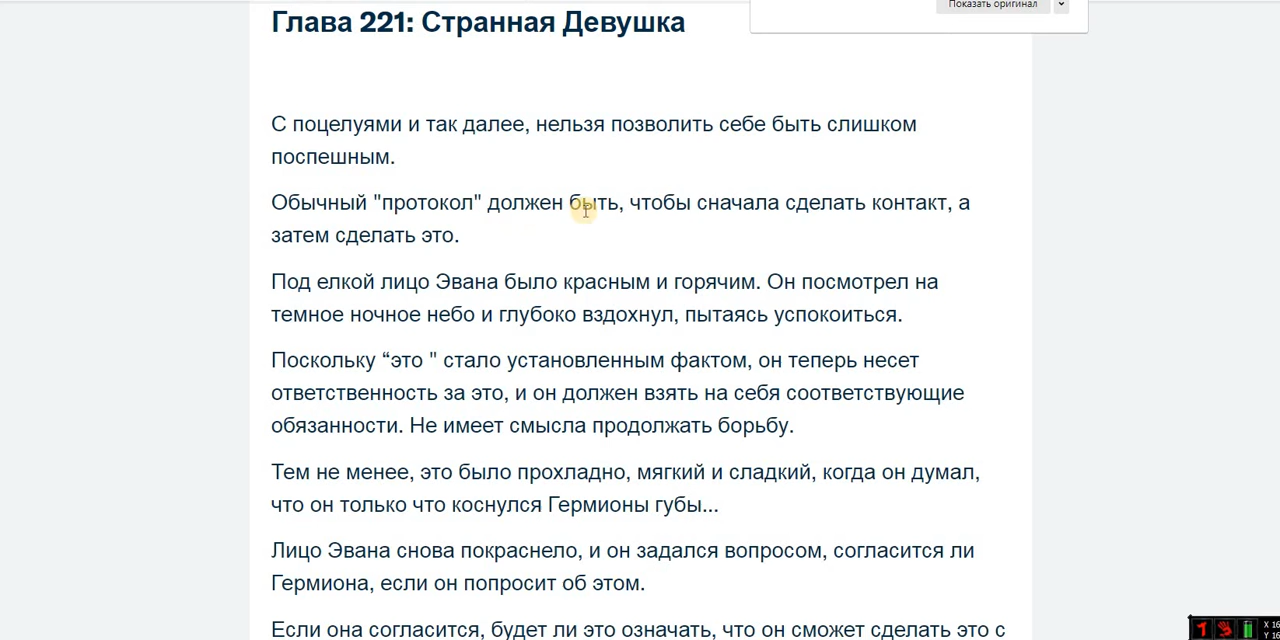 Показать оригинал
Глава 221: Странная Девушка
С поцелуями и так далее, нельзя позволить себе быть слишком
поспешным.
Обычный "протокол" должен быть, чтобы сначала сделать контакт, а
затем сделать это.
Под елкой лицо Эвана было красным и горячим. Он посмотрел на
темное ночное небо и глубоко вздохнул, пытаясь успокоиться.
Поскольку “это " стало установленным фактом, он теперь несет
ответственность за это, и он должен взять на себя соответствующие
обязанности. Не имеет смысла продолжать борьбу.
Тем не менее, это было прохладно, мягкий и сладкий, когда он думал,
что он только что коснулся Гермионы губы...
Лицо Эвана снова покраснело, и он задался вопросом, согласится ли
Гермиона, если он попросит об этом.
Если она согласится, будет ли это означать, что он сможет сделать это с
X 16